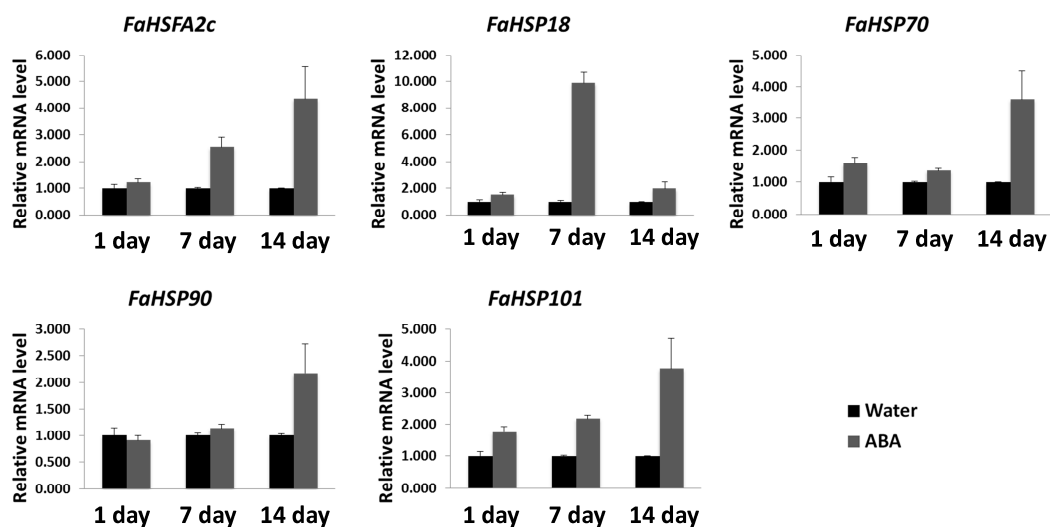 FaHSFA2c
Relative mRNA level
6.000
5.000
4.000
3.000
2.000
1.000
0.000
1 day 7 day 14 day
FaHSP18
Relative mRNA level
12.000
10.000
8.000
6.000
4.000
2.000
0.000
1 day 7 day 14 day
FaHSP70
Relative mRNA level
5.000
4.000
3.000
2.000
1.000
0.000
1 day 7 day 14 day
FaHSP90
Relative mRNA level
3.000
2.500
2.000
1.500
1.000
0.500
0.000
1 day 7 day 14 day
FaHSP101
Relative mRNA level
5.000
4.000
3.000
2.000
1.000
0.000
1 day 7 day 14 day
Water
ABA